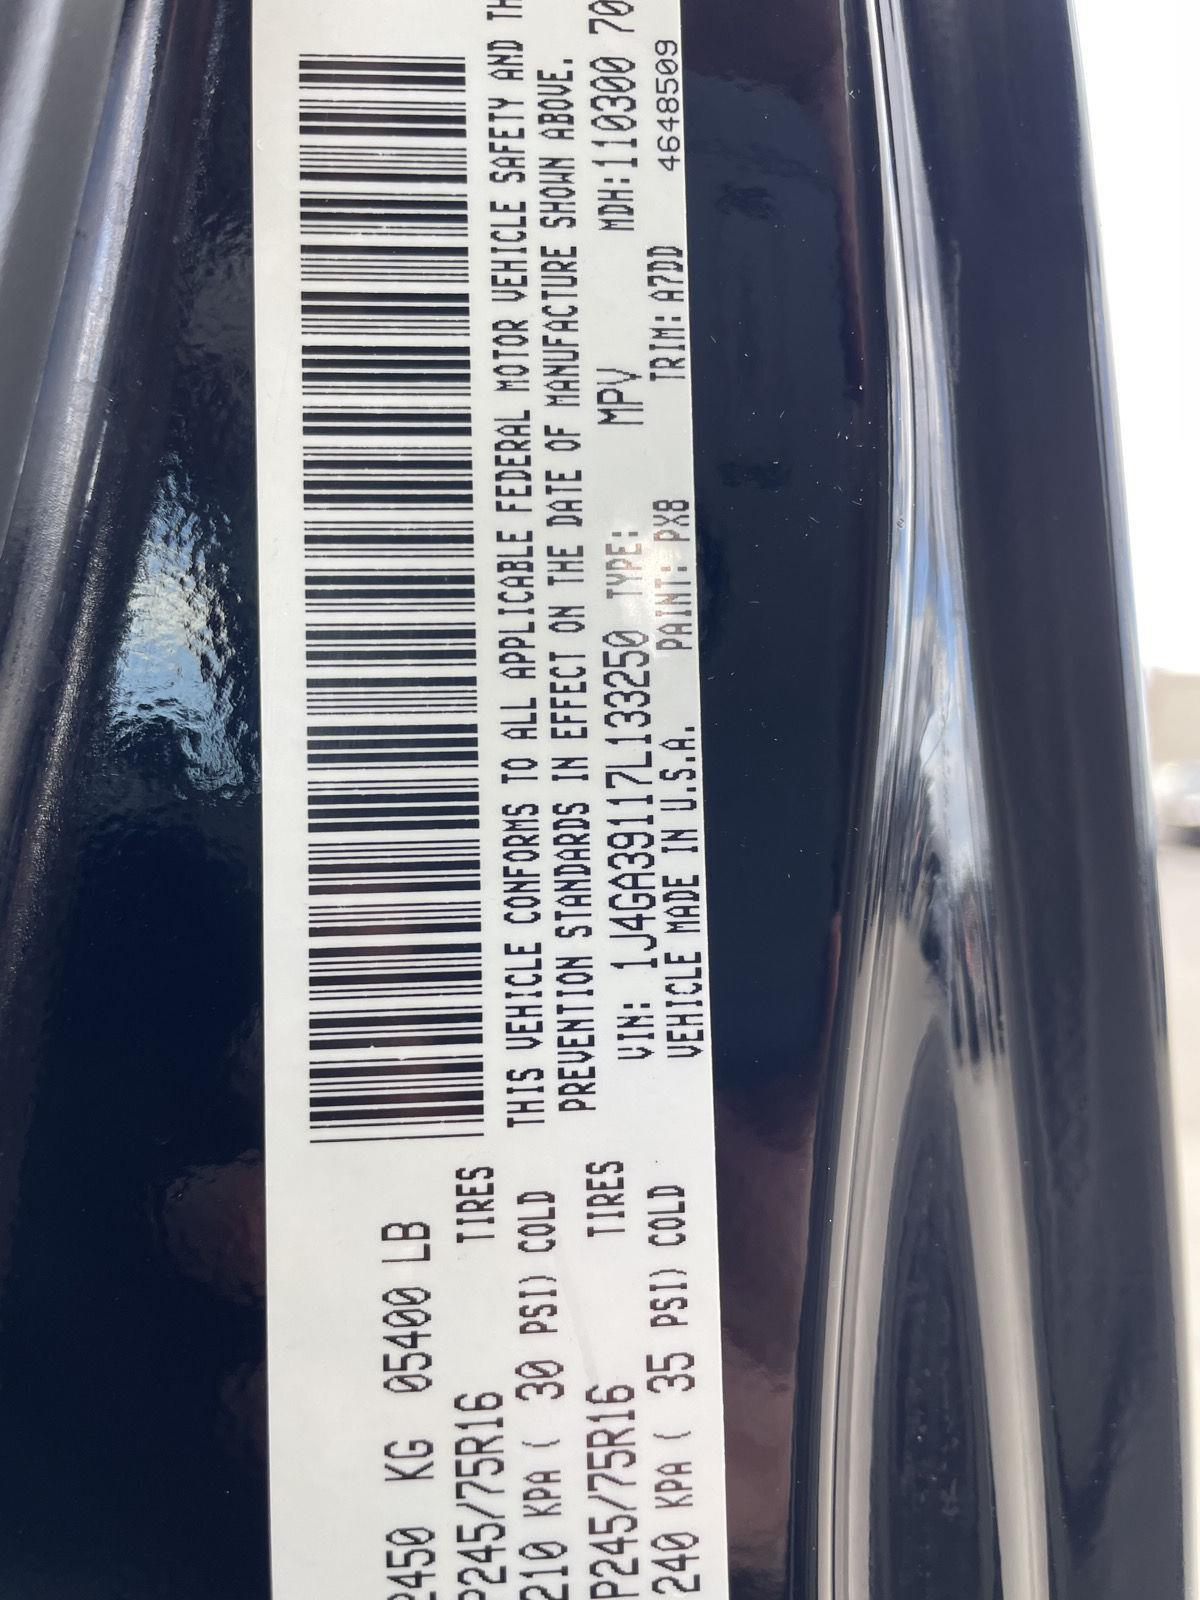 2450 KG 05400 LB
P245/75R16 TIRES
210 KPA ( 30 PSI) COLD
P245/75R16 TIRES
240 KPA ( 35 PSI) COLD
THIS VEHICLE CONFORMS TO ALL APPLICABLE FEDERAL MOTOR VEHICLE SAFETY AND TH
PREVENTION STANDARDS IN EFFECT ON THE DATE OF MANUFACTURE SHOWN ABOVE.
VIN: 1J4GA39117L133250 TYPE: MPV MDH:110300 70
VEHICLE MADE IN U.S.A. PAINT: PX8 TRIM: A7DD 4648509